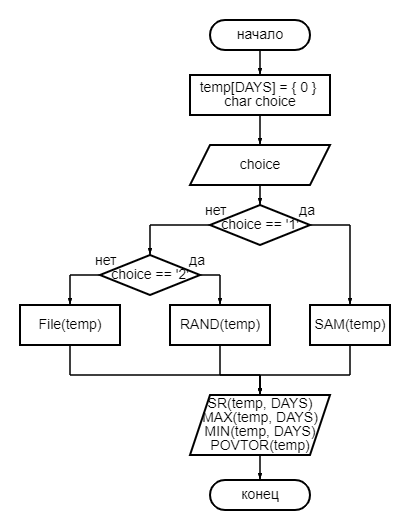 начало
temp[DAYS] = { 0 }
char choice
choice
нет
да
choice == '1'
нет
да
choice == '2'
File(temp)
RAND(temp)
SAM(temp)
SR(temp, DAYS)
MAX(temp, DAYS)
MIN(temp, DAYS)
POVTOR(temp)
конец